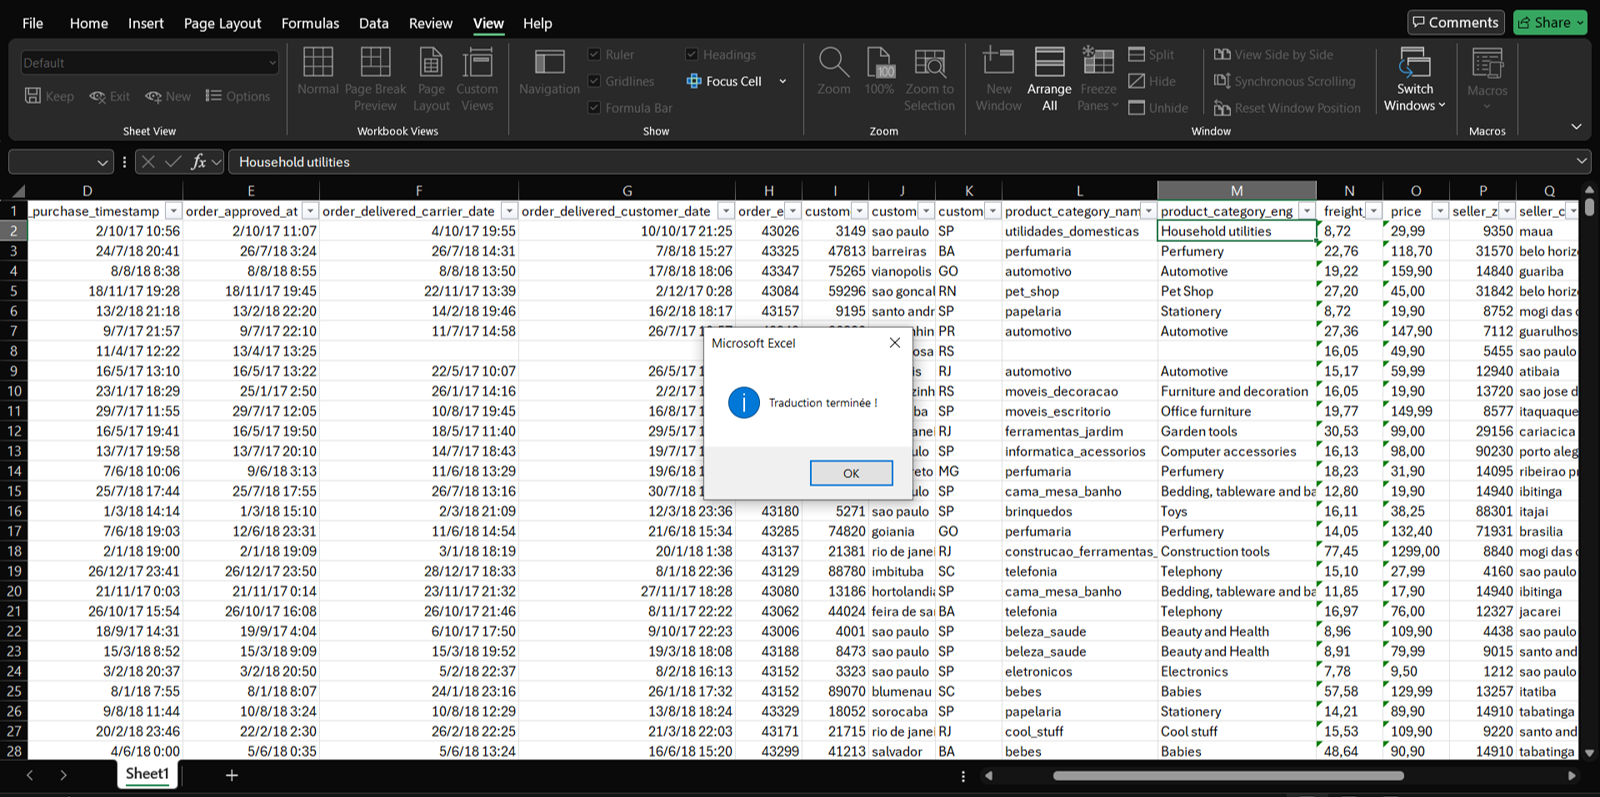 File Home Insert Page Layout Formulas Data Review View Help Comments Share
Default
Keep Exit New Options
Sheet View
Normal Page Break Preview Page Layout Custom Views
Workbook Views
Navigation Ruler Gridlines Formula Bar Headings Focus Cell
Show
Zoom 100% Zoom to Selection
Zoom
New Window Arrange All Freeze Panes Split Hide Unhide View Side by Side Synchronous Scrolling Reset Window Position Switch Windows
Window
Macros
Macros
fx Household utilities
D E F G H I J K L M N O P Q
1 _purchase_timestamp order_approved_at order_delivered_carrier_date order_delivered_customer_date order_e custom custom custom product_category_nam product_category_eng freight_ price seller_z seller_c
2 2/10/17 10:56 2/10/17 11:07 4/10/17 19:55 10/10/17 21:25 43026 3149 sao paulo SP utilidades_domesticas Household utilities 8,72 29,99 9350 maua
3 24/7/18 20:41 26/7/18 3:24 26/7/18 14:31 7/8/18 15:27 43325 47813 barreiras BA perfumaria Perfumery 22,76 118,70 31570 belo horiz
4 8/8/18 8:38 8/8/18 8:55 8/8/18 13:50 17/8/18 18:06 43347 75265 vianopolis GO automotivo Automotive 19,22 159,90 14840 guariba
5 18/11/17 19:28 18/11/17 19:45 22/11/17 13:39 2/12/17 0:28 43084 59296 sao goncal RN pet_shop Pet Shop 27,20 45,00 31842 belo horiz
6 13/2/18 21:18 13/2/18 22:20 14/2/18 19:46 16/2/18 18:17 43157 9195 santo andr SP papelaria Stationery 8,72 19,90 8752 mogi das c
7 9/7/17 21:57 9/7/17 22:10 11/7/17 14:58 26/7/17 hin PR automotivo Automotive 27,36 147,90 7112 guarulhos
8 11/4/17 12:22 13/4/17 13:25 osa RS 16,05 49,90 5455 sao paulo
9 16/5/17 13:10 16/5/17 13:22 22/5/17 10:07 26/5/17 1 is RJ automotivo Automotive 15,17 59,99 12940 atibaia
10 23/1/17 18:29 25/1/17 2:50 26/1/17 14:16 2/2/17 1 zinh RS moveis_decoracao Furniture and decoration 16,05 19,90 13720 sao jose d
11 29/7/17 11:55 29/7/17 12:05 10/8/17 19:45 16/8/17 1 ba SP moveis_escritorio Office furniture 19,77 149,99 8577 itaquaque
12 16/5/17 19:41 16/5/17 19:50 18/5/17 11:40 29/5/17 1 anei RJ ferramentas_jardim Garden tools 30,53 99,00 29156 cariacica
13 13/7/17 19:58 13/7/17 20:10 14/7/17 18:43 19/7/17 1 ulo SP informatica_acessorios Computer accessories 16,13 98,00 90230 porto aleg
14 7/6/18 10:06 9/6/18 3:13 11/6/18 13:29 19/6/18 1 reto MG perfumaria Perfumery 18,23 31,90 14095 ribeirao p
15 25/7/18 17:44 25/7/18 17:55 26/7/18 13:16 30/7/18 1 ulo SP cama_mesa_banho Bedding, tableware and ba 12,80 19,90 14940 ibitinga
16 1/3/18 14:14 1/3/18 15:10 2/3/18 21:09 12/3/18 23:36 43180 5271 sao paulo SP brinquedos Toys 16,11 38,25 88301 itajai
17 7/6/18 19:03 12/6/18 23:31 11/6/18 14:54 21/6/18 15:34 43285 74820 goiania GO perfumaria Perfumery 14,05 132,40 71931 brasilia
18 2/1/18 19:00 2/1/18 19:09 3/1/18 18:19 20/1/18 1:38 43137 21381 rio de janei RJ construcao_ferramentas_ Construction tools 77,45 1299,00 8840 mogi das c
19 26/12/17 23:41 26/12/17 23:50 28/12/17 18:33 8/1/18 22:36 43129 88780 imbituba SC telefonia Telephony 15,10 27,99 4160 sao paulo
20 21/11/17 0:03 21/11/17 0:14 23/11/17 21:32 27/11/17 18:28 43080 13186 hortolandi SP cama_mesa_banho Bedding, tableware and ba 11,85 17,90 14940 ibitinga
21 26/10/17 15:54 26/10/17 16:08 26/10/17 21:46 8/11/17 22:22 43062 44024 feira de sa BA telefonia Telephony 16,97 76,00 12327 jacarei
22 18/9/17 14:31 19/9/17 4:04 6/10/17 17:50 9/10/17 22:23 43006 4001 sao paulo SP beleza_saude Beauty and Health 8,96 109,90 4438 sao paulo
23 15/3/18 8:52 15/3/18 9:09 15/3/18 19:52 19/3/18 18:08 43188 8473 sao paulo SP beleza_saude Beauty and Health 8,91 79,99 9015 santo and
24 3/2/18 20:37 3/2/18 20:50 5/2/18 22:37 8/2/18 16:13 43152 3323 sao paulo SP eletronicos Electronics 7,78 9,50 1212 sao paulo
25 8/1/18 7:55 8/1/18 8:07 24/1/18 23:16 26/1/18 17:32 43152 89070 blumenau SC bebes Babies 57,58 129,99 13257 itatiba
26 9/8/18 11:44 10/8/18 3:24 10/8/18 12:29 13/8/18 18:24 43329 18052 sorocaba SP papelaria Stationery 14,21 89,90 14910 tabatinga
27 20/2/18 23:46 22/2/18 2:30 26/2/18 22:25 21/3/18 22:03 43171 21715 rio de janei RJ cool_stuff Cool stuff 15,53 109,90 9220 santo and
28 4/6/18 0:00 5/6/18 0:35 5/6/18 13:24 16/6/18 15:20 43299 41213 salvador BA bebes Babies 48,64 90,90 14910 tabatinga
Microsoft Excel
Traduction terminée !
OK
Sheet1